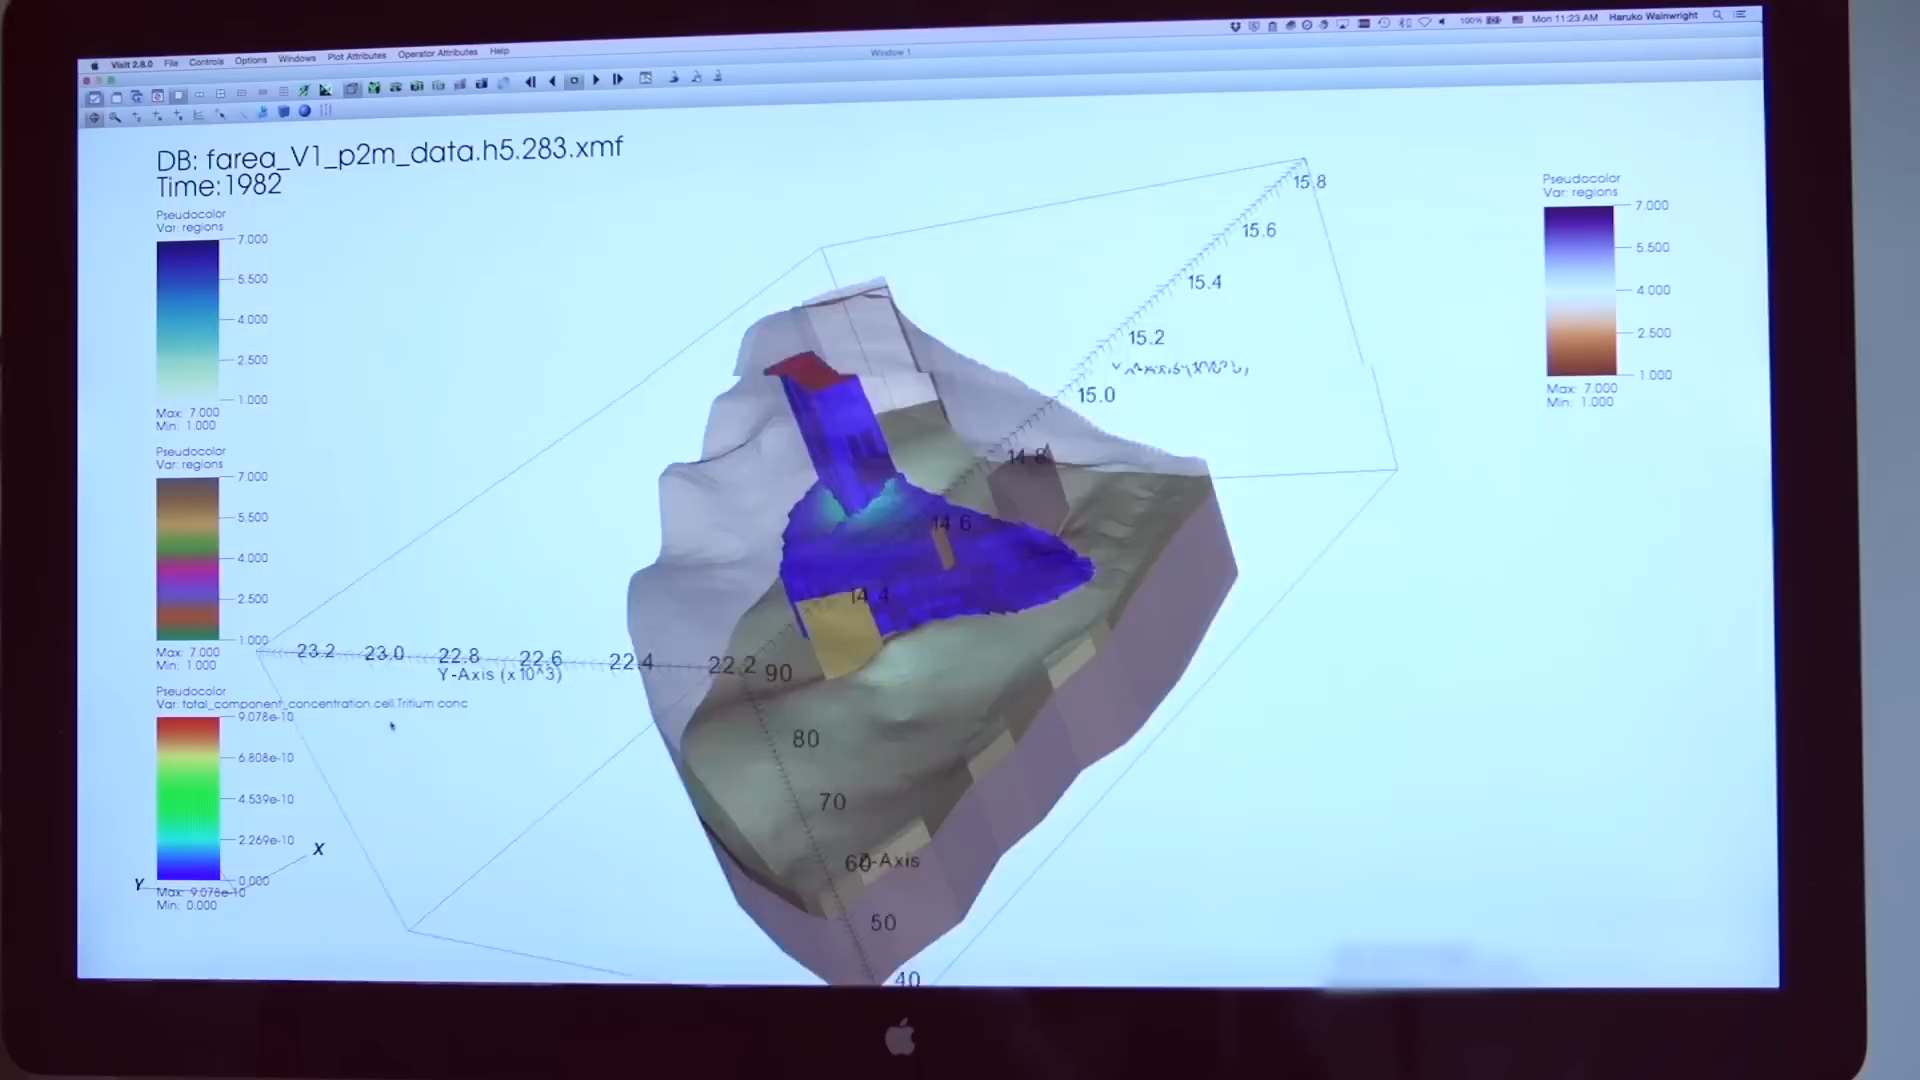 VisIt 2.8.0 File Controls Options Windows Plot Attributes Operator Attributes Help
100% Mon 11:23 AM Haruko Wainwright
Window 1
DB: farea_V1_p2m_data.h5.283.xmf
Time:1982
Pseudocolor
Var: regions
7.000
5.500
4.000
2.500
1.000
Max: 7.000
Min: 1.000
Pseudocolor
Var: regions
7.000
5.500
4.000
2.500
1.000
Max: 7.000
Min: 1.000
Pseudocolor
Var: total_component_concentration.cell.Tritium conc
9.078e-10
6.808e-10
4.539e-10
2.269e-10
0.000
Max: 9.078e-10
Min: 0.000
X
Y
15.8
15.6
15.4
15.2
15.0
14.8
14.6
14.4
23.2 23.0 22.8 22.6 22.4 22.2
Y-Axis (x10^3)
90
80
70
60
Z-Axis
50
40
Pseudocolor
Var: regions
7.000
5.500
4.000
2.500
1.000
Max: 7.000
Min: 1.000